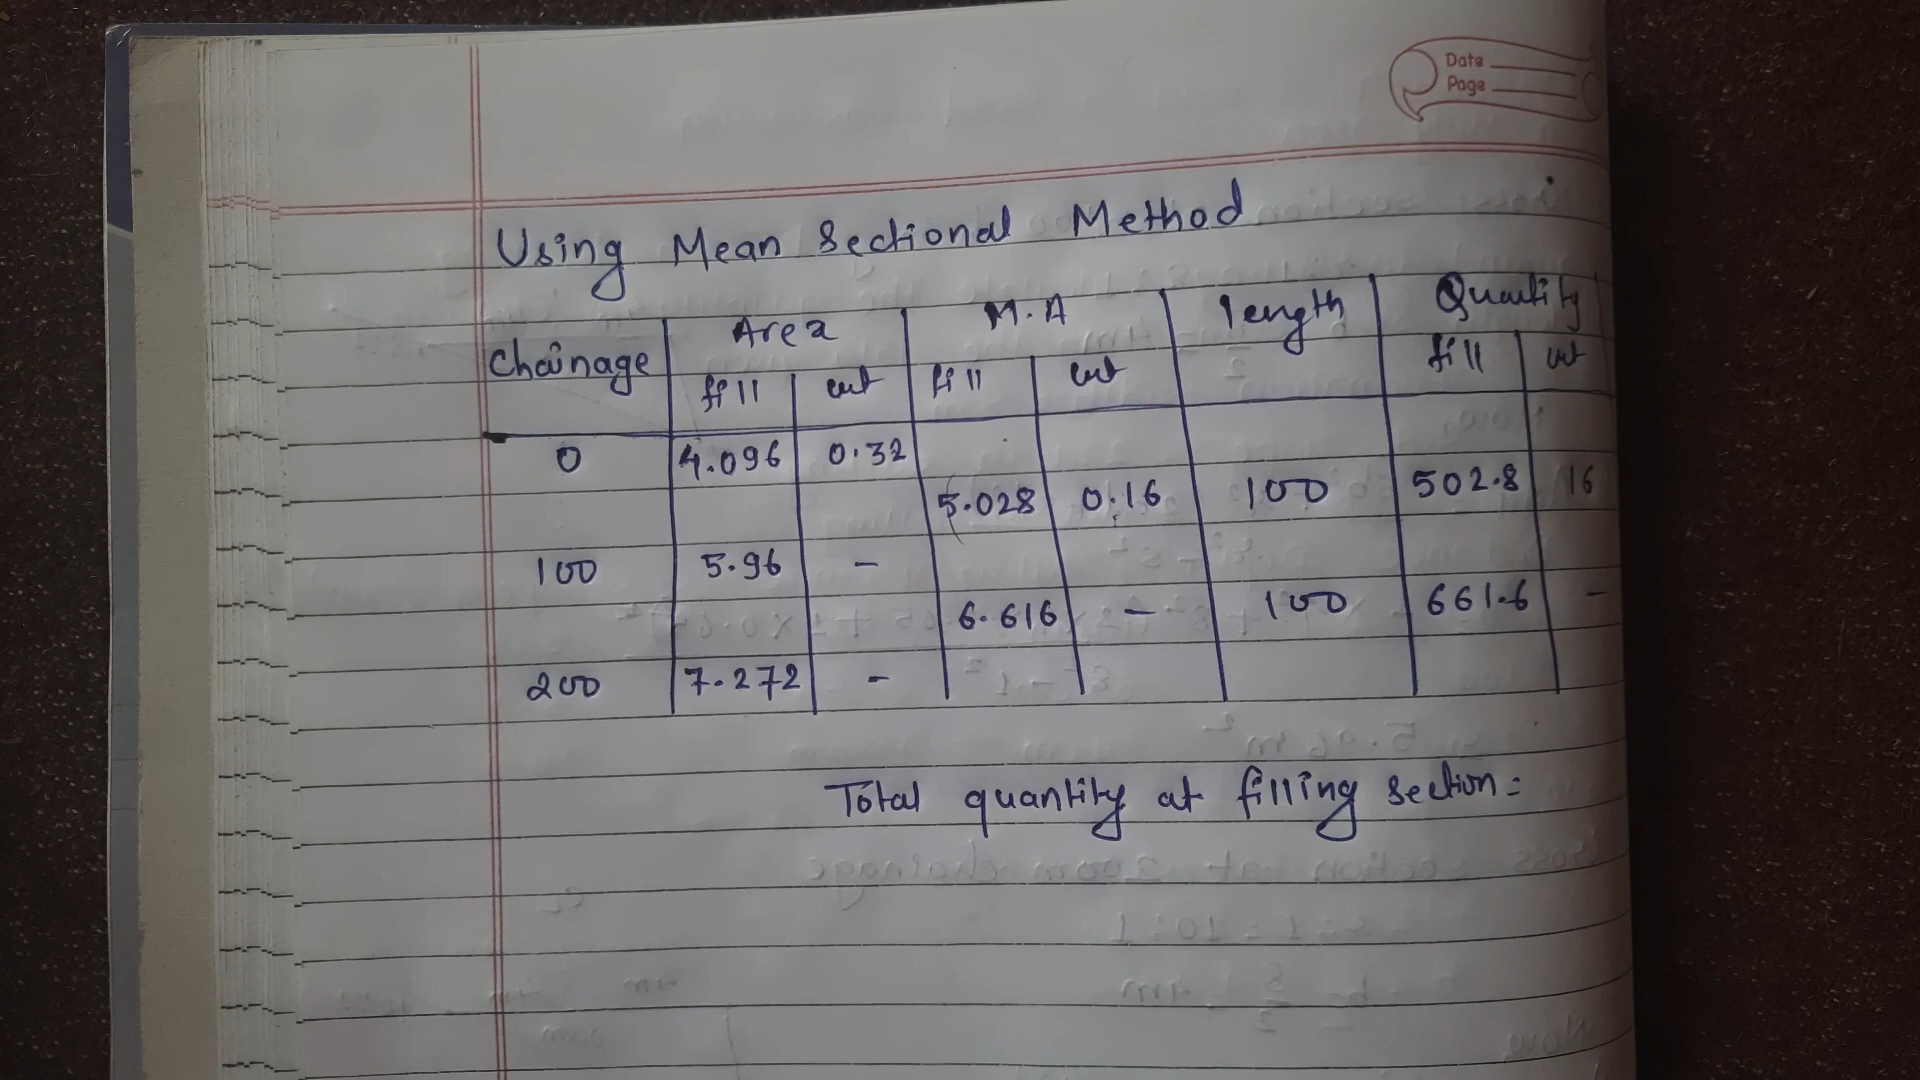 Date
Page
Using Mean Sectional Method
Chainage Area M.A length Quantity
fill cut fill cut fill cut
0 4.096 0.32
5.028 0.16 100 502.8 16
100 5.96 -
6.616 - 100 661.6 -
200 7.272 -
Total quantity at filling section =